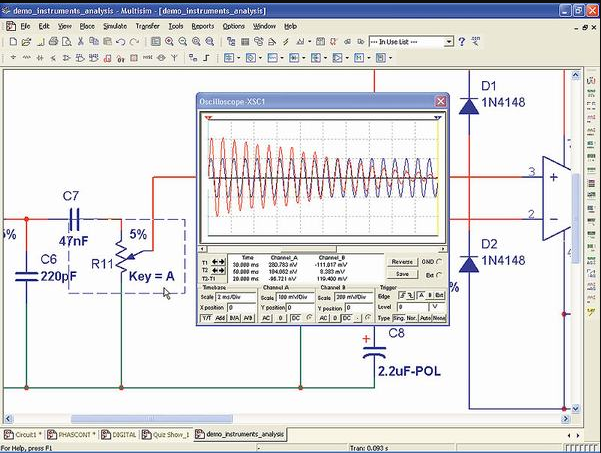 demo_instruments_analysis - Multisim - [demo_instruments_analysis]
File Edit View Place Simulate Transfer Tools Reports Options Window Help
--- In Use List ---
D1
1N4148
Oscilloscope-XSC1
3
2
C7
47nF
5%
5%
C6
220pF
R11
Key = A
D2
1N4148
%
Time Channel_A Channel_B
T1 30.000 ms 280.783 mV -111.017 mV
T2 50.000 ms 184.062 mV 8.383 mV
T2-T1 20.000 ms -96.721 mV 119.400 mV
Reverse GND
Save Ext
Timebase Channel A Channel B Trigger
Scale 2 ms/Div Scale 100 mV/Div Scale 200 mV/Div Edge A B Ext
X position 0 Y position 0 Y position 0 Level 0 V
Y/T Add B/A A/B AC 0 DC AC 0 DC - Type Sing. Nor. Auto None
C8
2.2uF-POL
Circuit1 * PHASCONT * DIGITAL Quiz Show_1 demo_instruments_analysis
For Help, press F1 - Tran: 0.093 s